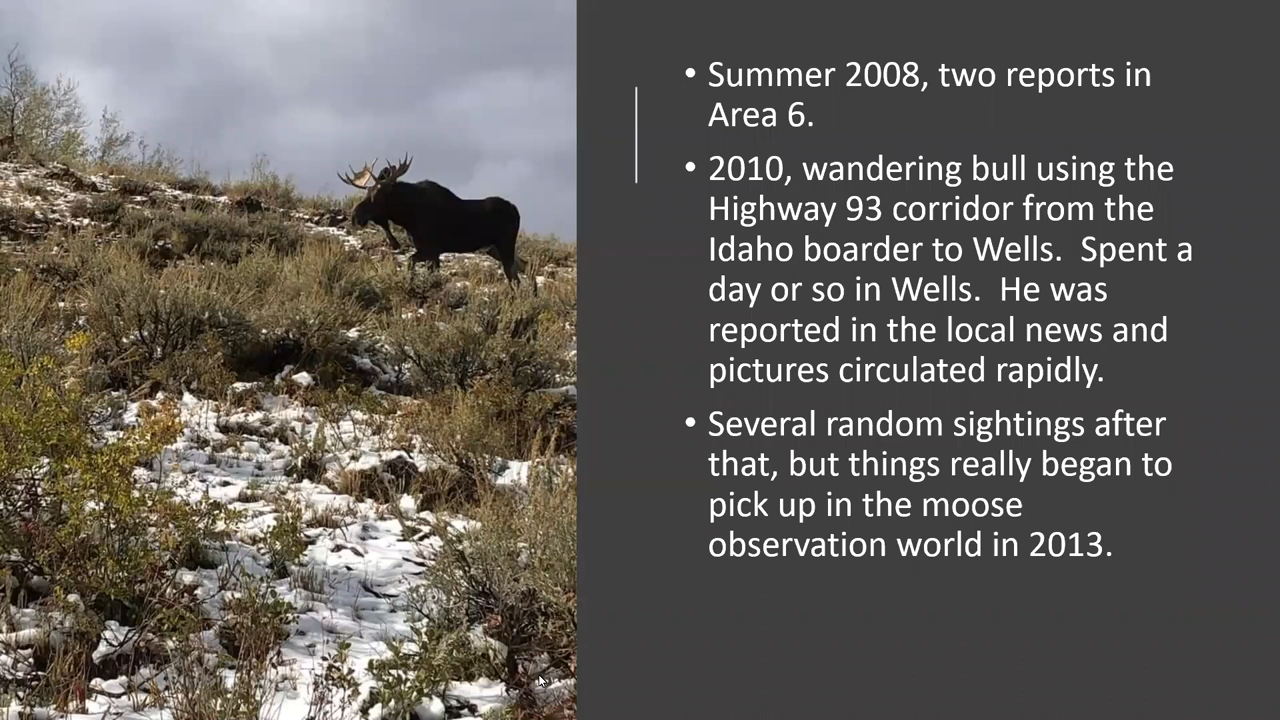 • Summer 2008, two reports in
Area 6.
• 2010, wandering bull using the
Highway 93 corridor from the
Idaho boarder to Wells.  Spent a
day or so in Wells.  He was
reported in the local news and
pictures circulated rapidly.
• Several random sightings after
that, but things really began to
pick up in the moose
observation world in 2013.